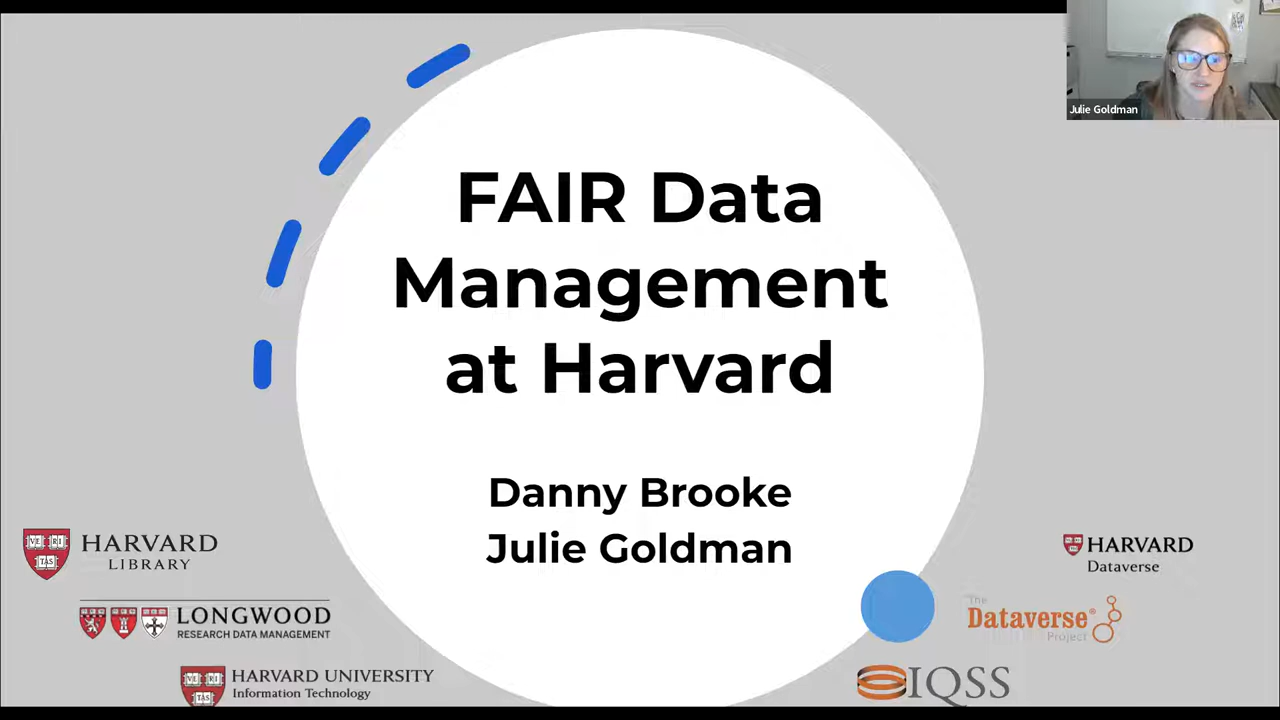 Julie Goldman
FAIR Data
Management
at Harvard
Danny Brooke
Julie Goldman
HARVARD
LIBRARY
LONGWOOD
RESEARCH DATA MANAGEMENT
HARVARD UNIVERSITY
Information Technology
HARVARD
Dataverse
The
Dataverse®
Project
IQSS